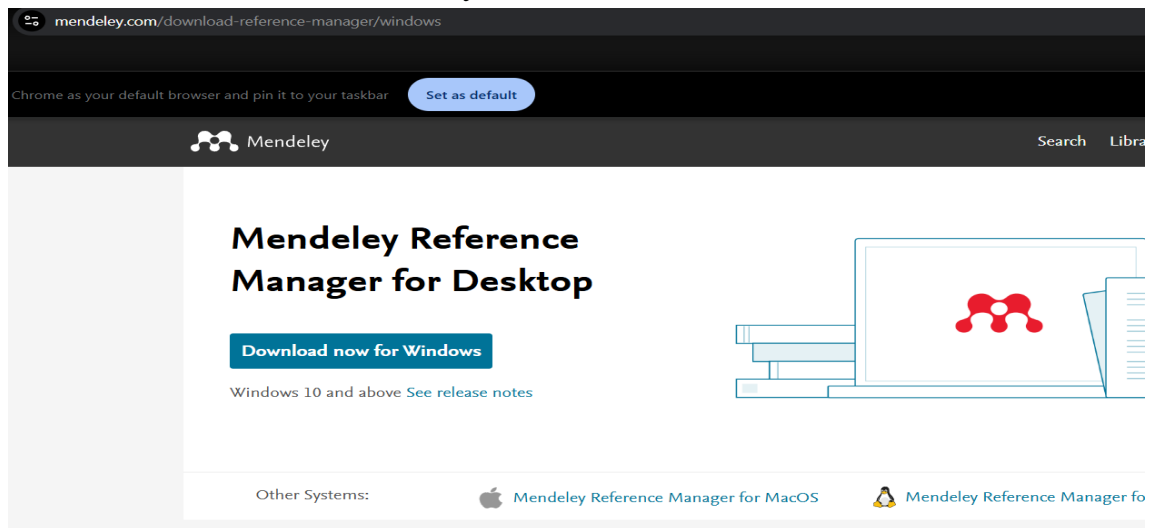 mendeley.com/download-reference-manager/windows
Chrome as your default browser and pin it to your taskbar Set as default
Mendeley Search Libra
Mendeley Reference
Manager for Desktop
Download now for Windows
Windows 10 and above See release notes
Other Systems: Mendeley Reference Manager for MacOS Mendeley Reference Manager fo